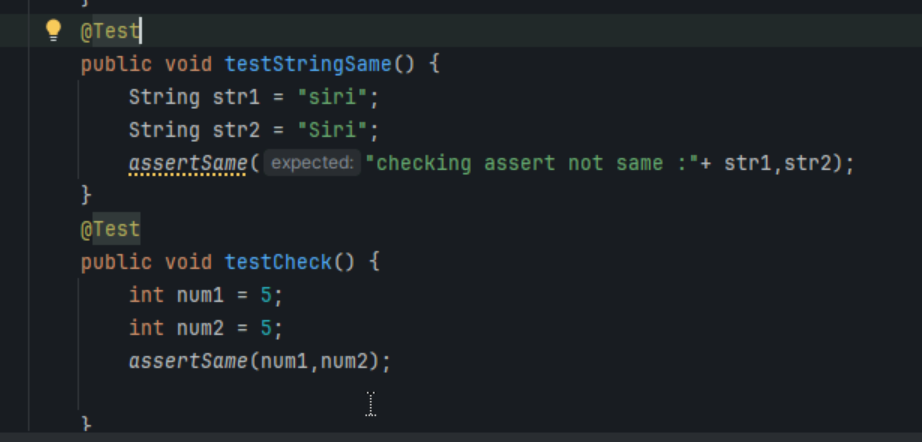 }
@Test
public void testStringSame() {
String str1 = "siri";
String str2 = "Siri";
assertSame( expected: "checking assert not same :"+ str1,str2);
}
@Test
public void testCheck() {
int num1 = 5;
int num2 = 5;
assertSame(num1,num2);
}